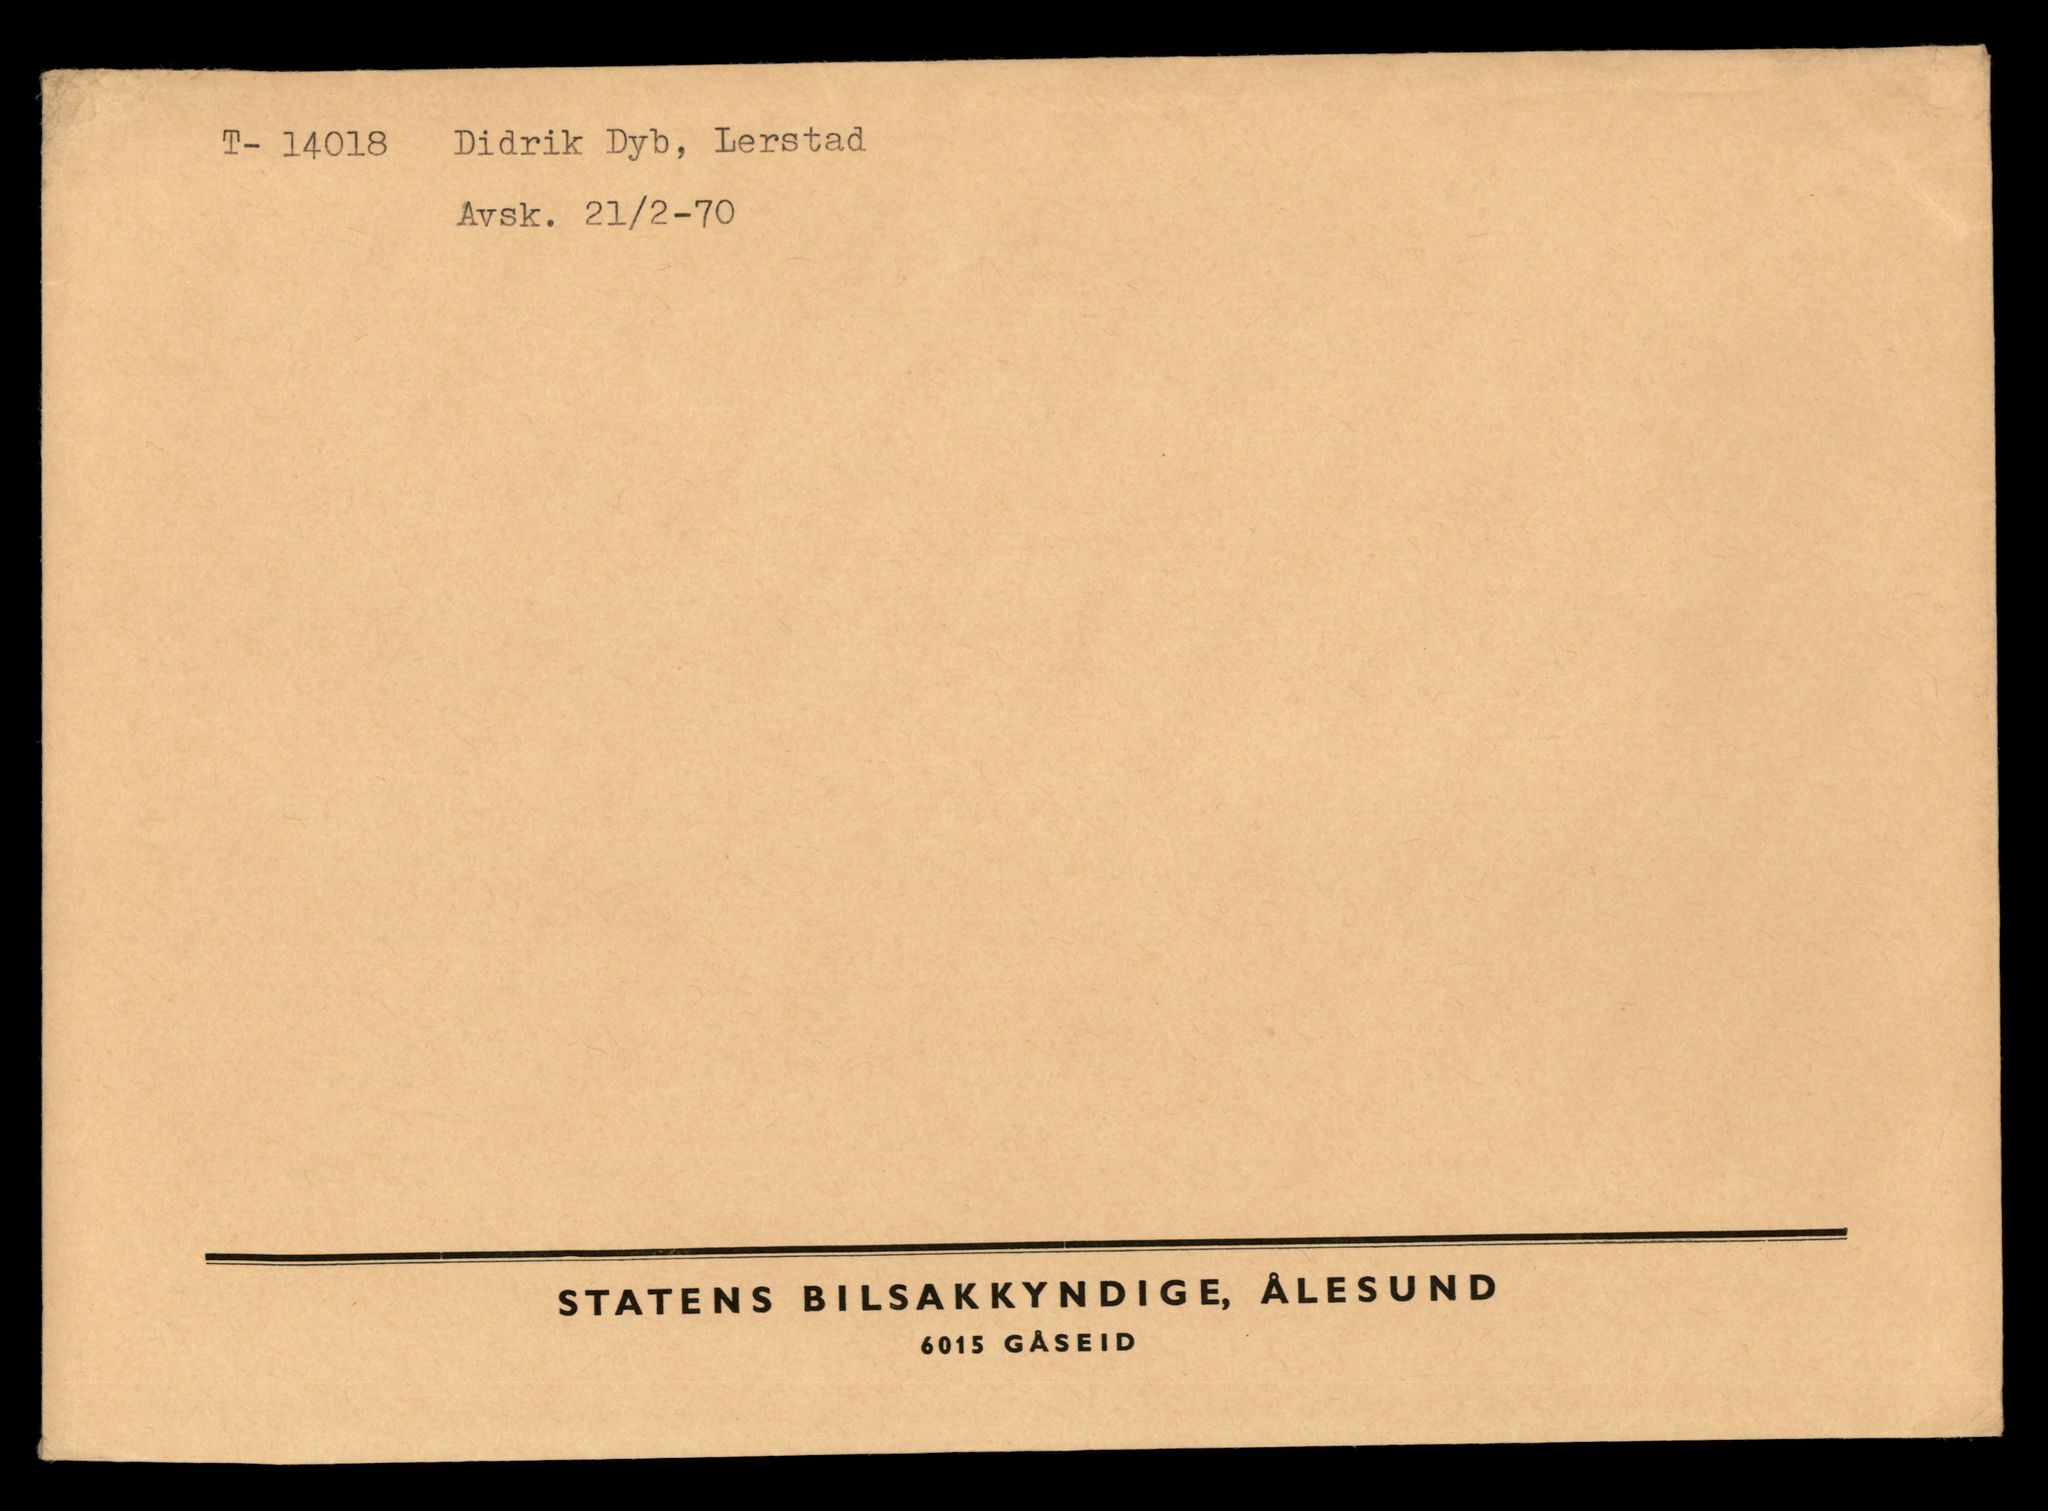 T- 14018 Didrik Dyb, Lerstad
Avsk. 21/2-70
STATENS BILSAKKYNDIGE, ÅLESUND
6015 GÅSEID